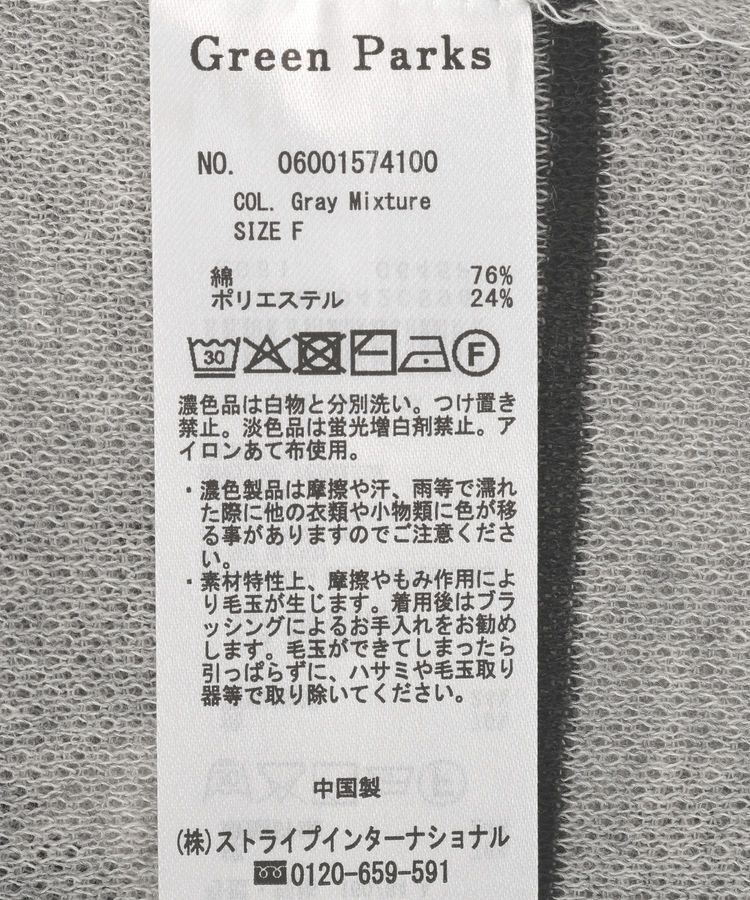 Green Parks
NO. 06001574100
COL. Gray Mixture
SIZE F
綿 76%
ポリエステル 24%
30 F
濃色品は白物と分別洗い。つけ置き
禁止。淡色品は蛍光増白剤禁止。ア
イロンあて布使用。
・濃色製品は摩擦や汗、雨等で濡れ
た際に他の衣類や小物類に色が移
る事がありますのでご注意くださ
い。
・素材特性上、摩擦やもみ作用によ
り毛玉が生じます。着用後はブラ
ッシングによるお手入れをお勧め
します。毛玉ができてしまったら
引っぱらずに、ハサミや毛玉取り
器等で取り除いてください。
中国製
(株)ストライプインターナショナル
0120-659-591